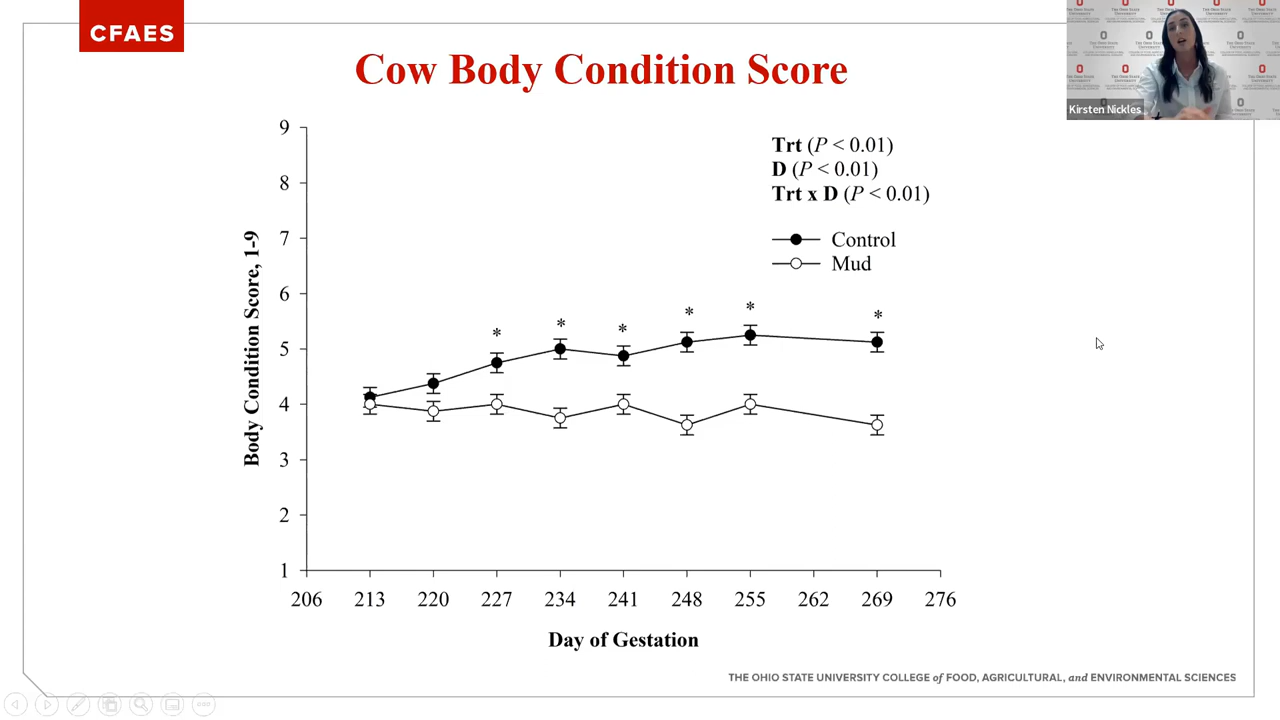 CFAES
Cow Body Condition Score
Kirsten Nickles
9
8
7
6
5
4
3
2
1
Body Condition Score, 1-9
Trt (P < 0.01)
D (P < 0.01)
Trt x D (P < 0.01)
Control
Mud
* * * * * *
206 213 220 227 234 241 248 255 262 269 276
Day of Gestation
THE OHIO STATE UNIVERSITY COLLEGE of FOOD, AGRICULTURAL, and ENVIRONMENTAL SCIENCES